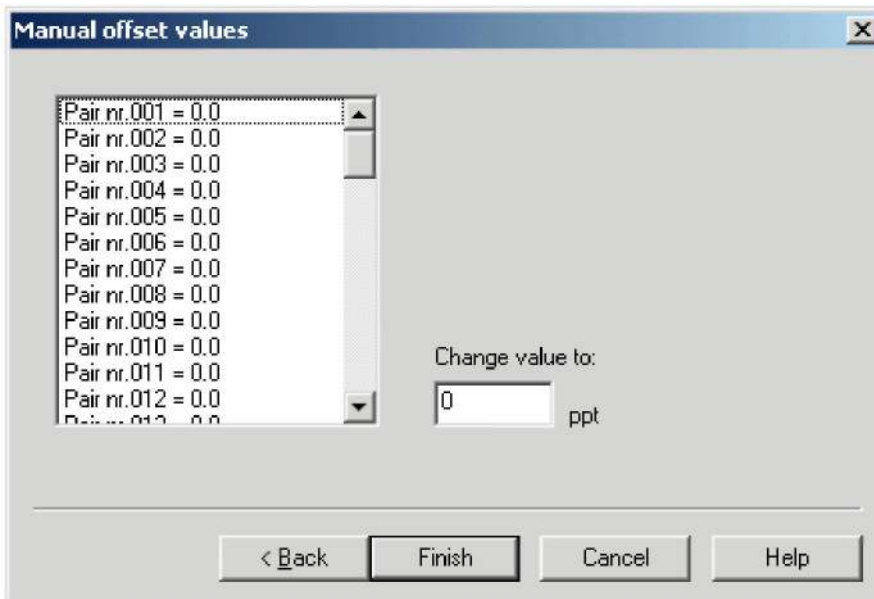 Manual offset values
Pair nr.001 = 0.0
Pair nr.002 = 0.0
Pair nr.003 = 0.0
Pair nr.004 = 0.0
Pair nr.005 = 0.0
Pair nr.006 = 0.0
Pair nr.007 = 0.0
Pair nr.008 = 0.0
Pair nr.009 = 0.0
Pair nr.010 = 0.0
Pair nr.011 = 0.0
Pair nr.012 = 0.0
Change value to:
0
ppt
< Back
Finish
Cancel
Help